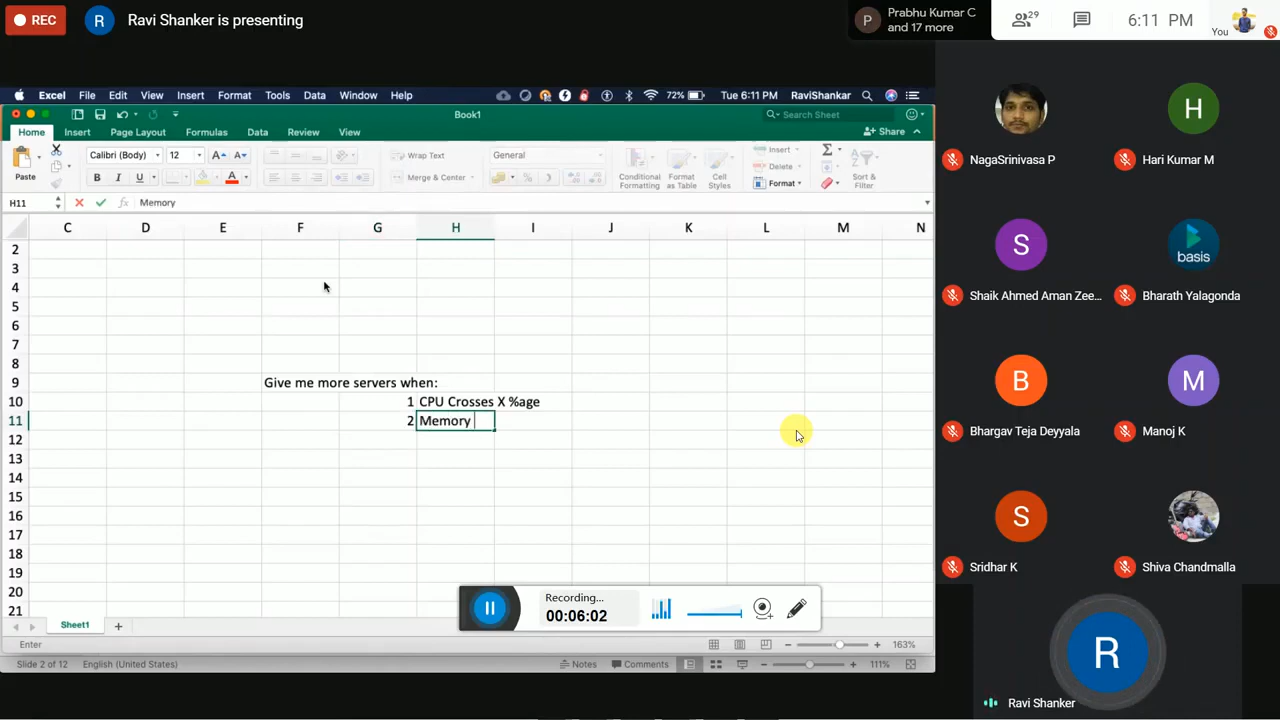 REC
R
Ravi Shanker is presenting
P
Prabhu Kumar C
and 17 more
29
6:11 PM
You
Excel File Edit View Insert Format Tools Data Window Help
72%
Tue 6:11 PM RaviShankar
Book1
Search Sheet
Home Insert Page Layout Formulas Data Review View
Share
Paste
Calibri (Body) 12
A A
B I U A
Wrap Text
Merge & Center
General
%
Conditional Formatting
Format as Table
Cell Styles
Insert
Delete
Format
Sort & Filter
H11
fx Memory
C D E F G H I J K L M N
2
3
4
5
6
7
8
9 Give me more servers when:
10 1 CPU Crosses X %age
11 2 Memory
12
13
14
15
16
17
18
19
20
21
Sheet1
Enter
163%
Slide 2 of 12 English (United States)
Notes Comments
111%
Recording...
00:06:02
NagaSrinivasa P
H
Hari Kumar M
S
Shaik Ahmed Aman Zee...
basis
Bharath Yalagonda
B
Bhargav Teja Deyyala
M
Manoj K
S
Sridhar K
Shiva Chandmalla
R
Ravi Shanker